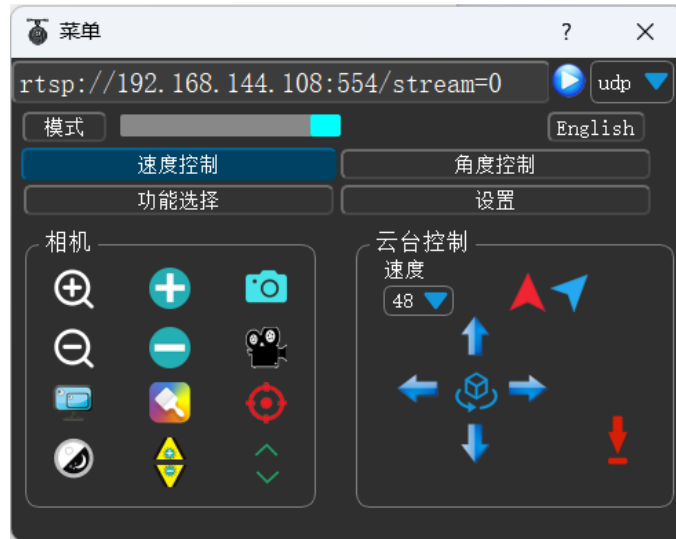 菜单
rtsp://192.168.144.108:554/stream=0 udp
模式 English
速度控制 角度控制
功能选择 设置
相机
云台控制
速度
48